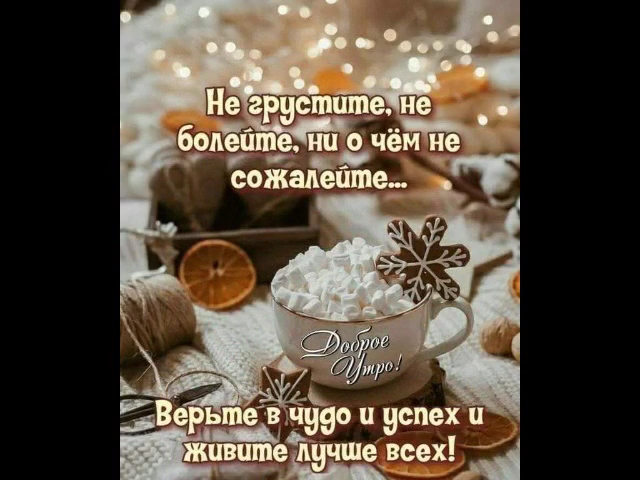 Не грустите, не
болейте, ни о чём не
сожалейте...
Доброе
Утро!
Верьте в чудо и успех и
живите лучше всех!